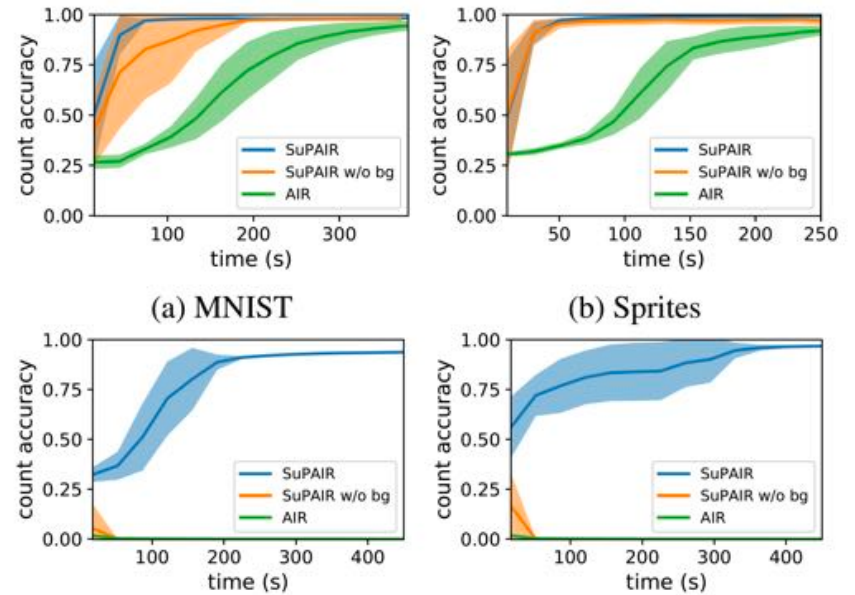 1.00
0.75
0.50
0.25
0.00
count accuracy
SuPAIR
SuPAIR w/o bg
AIR
100 200 300
time (s)
(a) MNIST
1.00
0.75
0.50
0.25
0.00
count accuracy
SuPAIR
SuPAIR w/o bg
AIR
50 100 150 200 250
time (s)
(b) Sprites
1.00
0.75
0.50
0.25
0.00
count accuracy
SuPAIR
SuPAIR w/o bg
AIR
100 200 300 400
time (s)
1.00
0.75
0.50
0.25
0.00
count accuracy
SuPAIR
SuPAIR w/o bg
AIR
100 200 300 400
time (s)